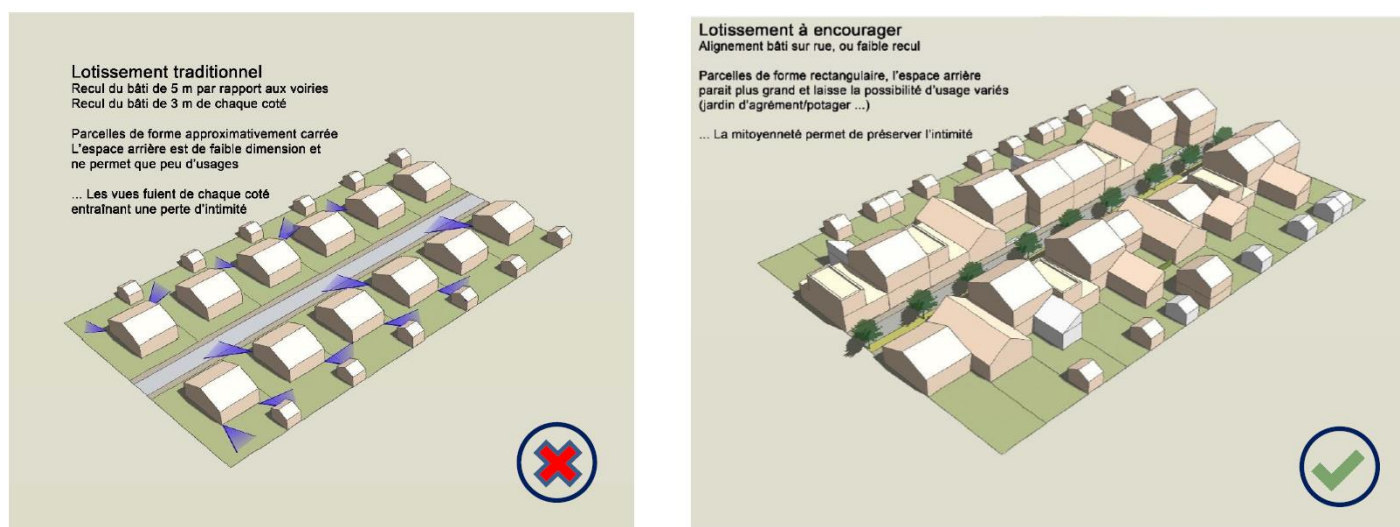 Lotissement traditionnel
Recul du bâti de 5 m par rapport aux voiries
Recul du bâti de 3 m de chaque coté
Parcelles de forme approximativement carrée
L'espace arrière est de faible dimension et
ne permet que peu d'usages
... Les vues fuient de chaque coté
entraînant une perte d'intimité
Lotissement à encourager
Alignement bâti sur rue, ou faible recul
Parcelles de forme rectangulaire, l'espace arrière
parait plus grand et laisse la possibilité d'usage variés
(jardin d'agrément/potager ...)
... La mitoyenneté permet de préserver l'intimité